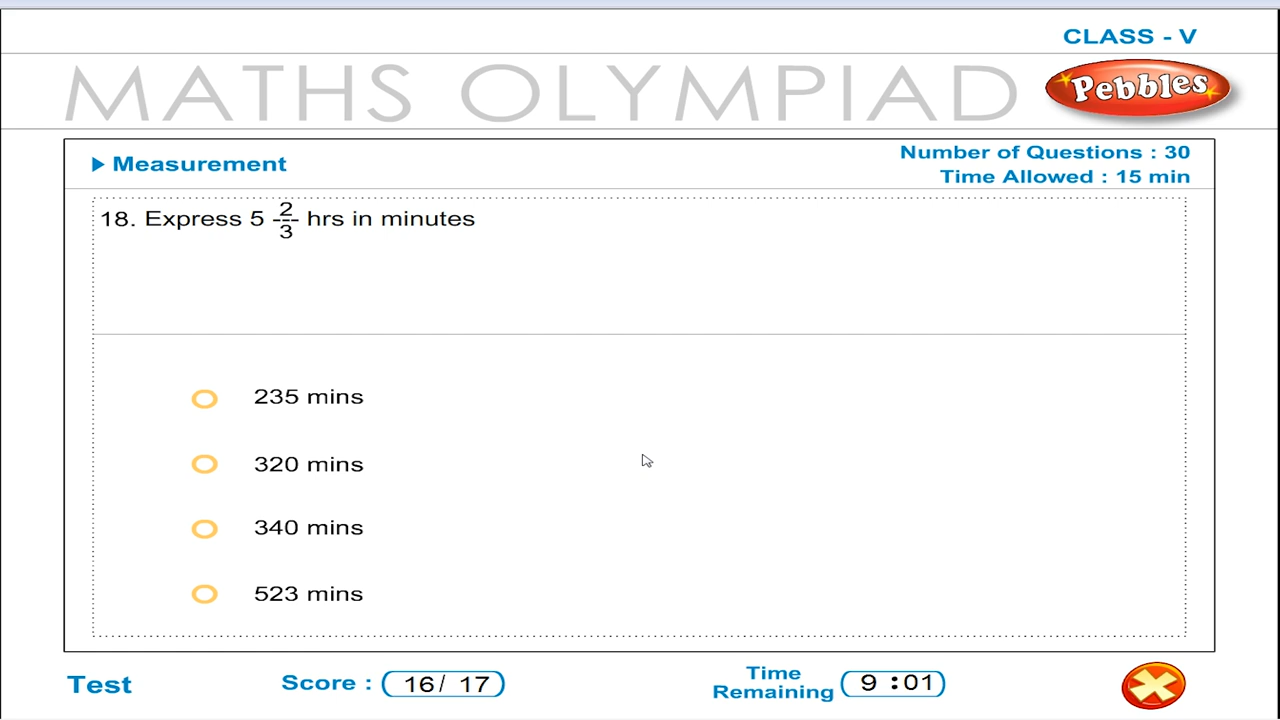 CLASS - V
MATHS OLYMPIAD
Pebbles
Measurement
Number of Questions : 30
Time Allowed : 15 min
18. Express 5 2/3 hrs in minutes
235 mins
320 mins
340 mins
523 mins
Test
Score : 16/ 17
Time Remaining 9 : 01